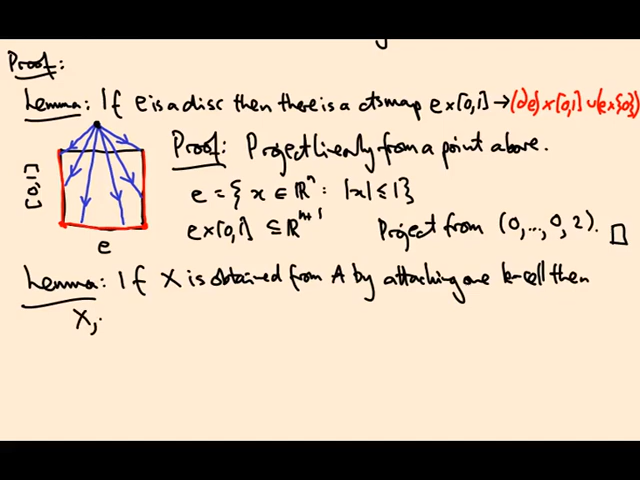 Proof:
Lemma: If e is a disc then there is a cts map e×[0,1] → (∂e)×[0,1] ∪ (e×{0})
Proof: Project linearly from a point above.
[0,1]
e = { x ∈ ℝⁿ : |x| ≤ 1}
e×[0,1] ⊆ ℝⁿ⁺¹ Project from (0,...,0,2). □
e
Lemma: If X is obtained from A by attaching one k-cell then
X,